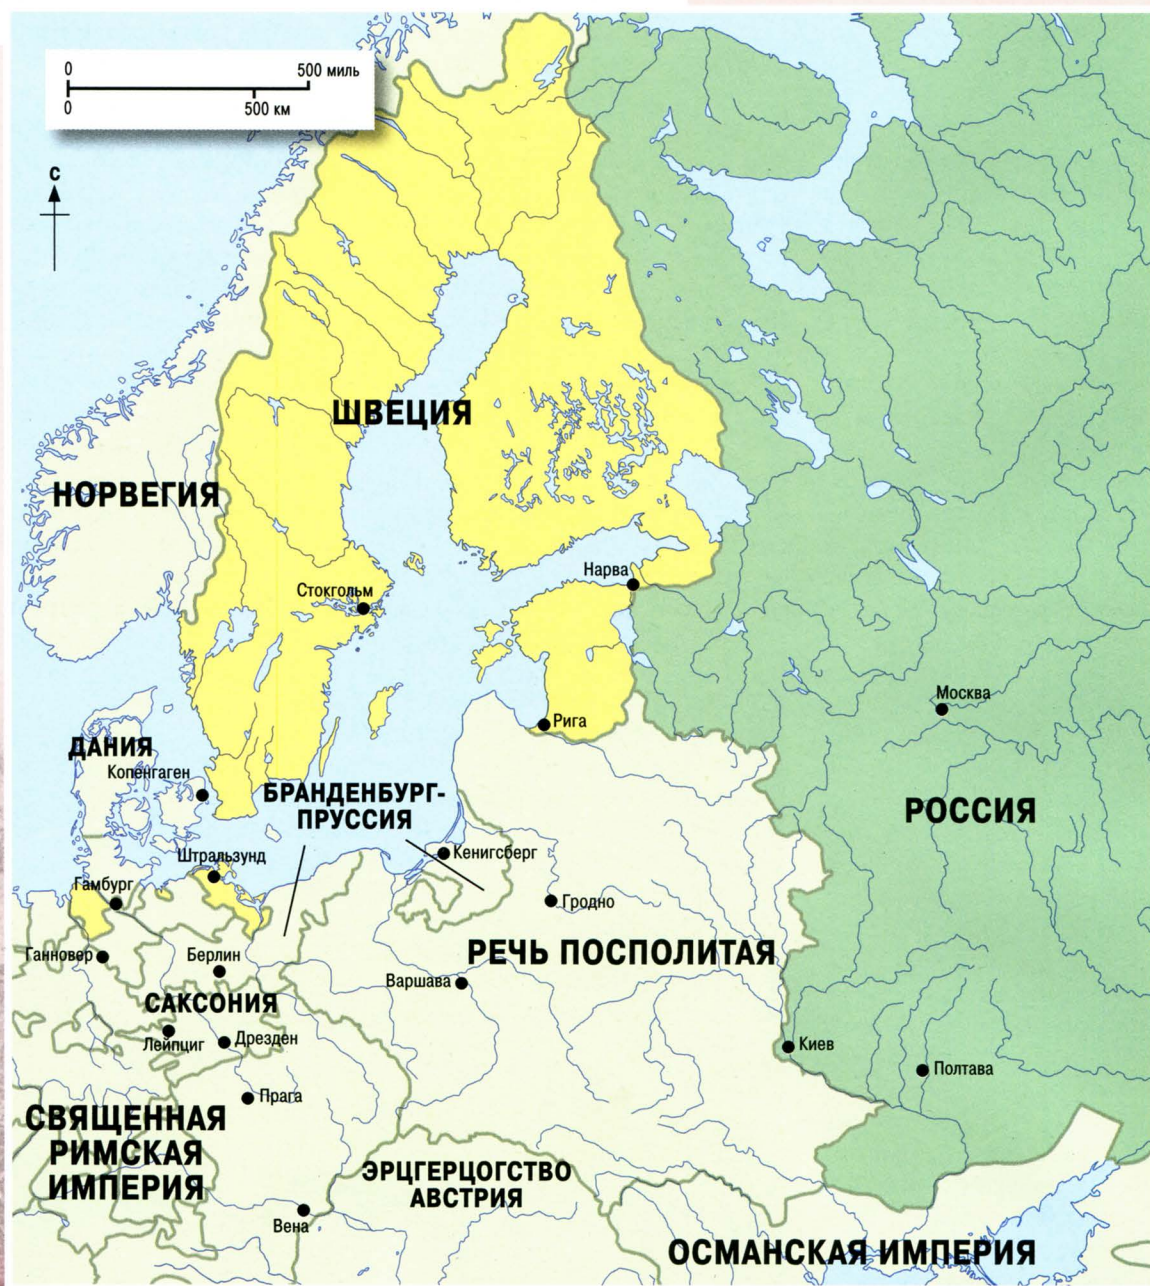 0
500 миль
0
500 км
С
ШВЕЦИЯ
НОРВЕГИЯ
Нарва
Стокгольм
Москва
Рига
ДАНИЯ
Копенгаген
БРАНДЕНБУРГ-
ПРУССИЯ
РОССИЯ
Кенигсберг
Штральзунд
Гамбург
Гродно
РЕЧЬ ПОСПОЛИТАЯ
Ганновер
Берлин
Варшава
САКСОНИЯ
Лейпциг
Дрезден
Киев
Полтава
Прага
СВЯЩЕННАЯ
РИМСКАЯ
ИМПЕРИЯ
ЭРЦГЕРЦОГСТВО
АВСТРИЯ
Вена
ОСМАНСКАЯ ИМПЕРИЯ